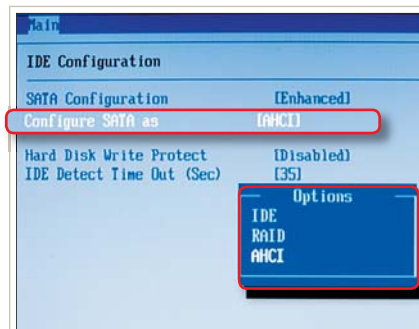 Main
IDE Configuration
SATA Configuration [Enhanced]
Configure SATA as [AHCI]
Hard Disk Write Protect [Disabled]
IDE Detect Time Out (Sec) [35]
Options
IDE
RAID
AHCI